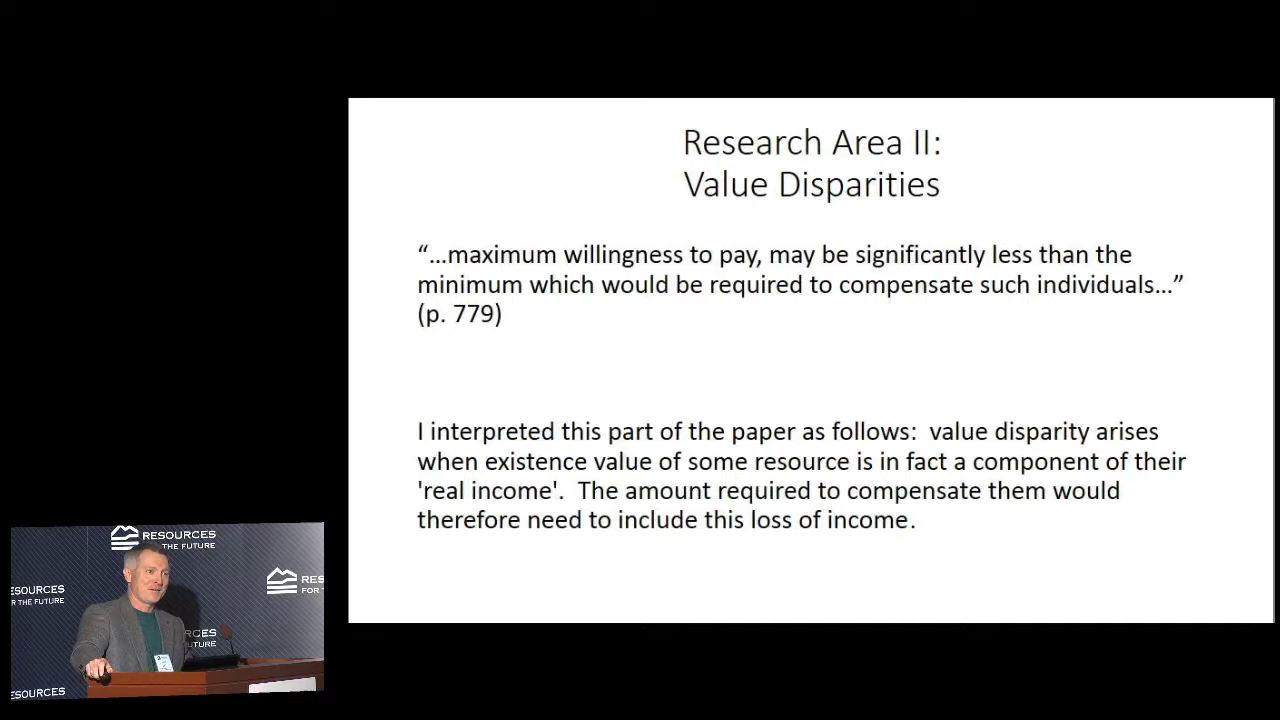 Research Area II:
Value Disparities
“…maximum willingness to pay, may be significantly less than the
minimum which would be required to compensate such individuals…”
(p. 779)
I interpreted this part of the paper as follows:  value disparity arises
when existence value of some resource is in fact a component of their
'real income'.  The amount required to compensate them would
therefore need to include this loss of income.
RESOURCES
THE FUTURE
ESOURCES
R THE FUTURE
RES
FOR
RCES
UTURE
RESOURCES